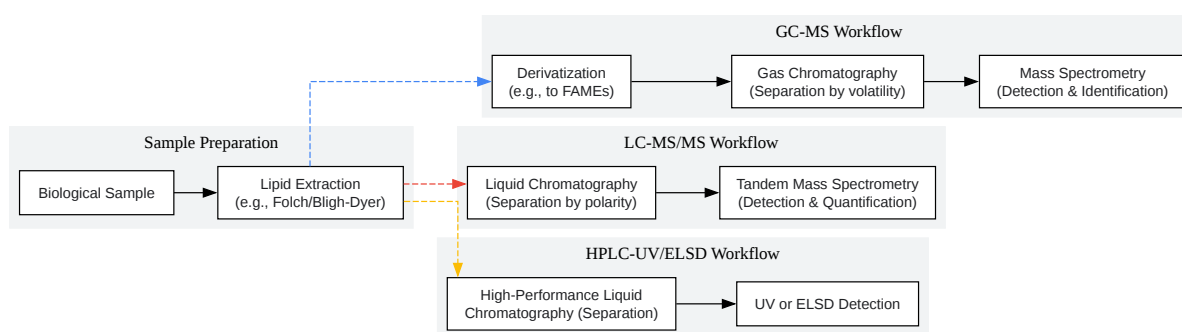 GC-MS Workflow
Derivatization
(e.g., to FAMEs)
Gas Chromatography
(Separation by volatility)
Mass Spectrometry
(Detection & Identification)
Sample Preparation
Biological Sample
Lipid Extraction
(e.g., Folch/Bligh-Dyer)
LC-MS/MS Workflow
Liquid Chromatography
(Separation by polarity)
Tandem Mass Spectrometry
(Detection & Quantification)
HPLC-UV/ELSD Workflow
High-Performance Liquid
Chromatography (Separation)
UV or ELSD Detection